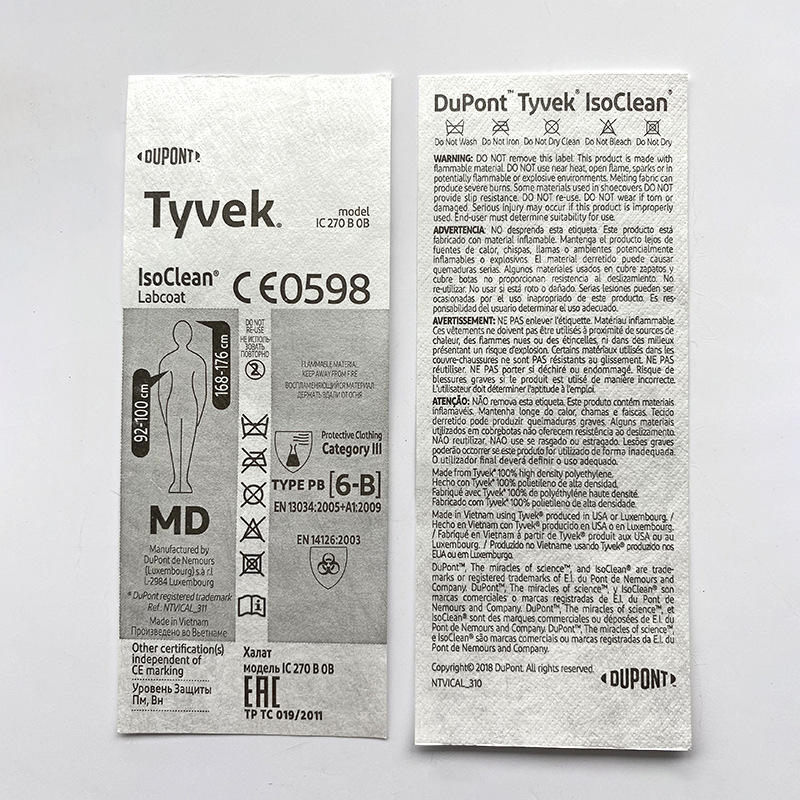 DUPONT
Tyvek®
model
IC 270 B 0B
IsoClean®
Labcoat
CE0598
168-176 cm
92-100 cm
MD
Manufactured by
DuPont de Nemours
(Luxembourg) s.à r.l
L-2984 Luxembourg
* DuPont registered trademark
Ref.: NTVICAL_311
Made in Vietnam
Произведено во Вьетнаме
DO NOT
RE-USE
НЕ ИСПОЛЬ-
ЗОВАТЬ
ПОВТОРНО
2
FLAMMABLE MATERIAL.
KEEP AWAY FROM FIRE
ВОСПЛАМЕНЯЮЩИЙСЯ МАТЕРИАЛ
ДЕРЖАТЬ ВДАЛИ ОТ ОГНЯ
Protective Clothing
Category III
TYPE PB [6-B]
EN 13034:2005+A1:2009
EN 14126:2003
i
Other certification(s)
independent of
CE marking
Уровень Защиты
Пм, Вн
Халат
модель IC 270 B 0B
EAC
ТР ТС 019/2011
DuPont™ Tyvek® IsoClean®
Do Not Wash Do Not Iron Do Not Dry Clean Do Not Bleach Do Not Dry
WARNING: DO NOT remove this label. This product is made with
flammable material. DO NOT use near heat, open flame, sparks or in
potentially flammable or explosive environments. Melting fabric can
produce severe burns. Some materials used in shoecovers DO NOT
provide slip resistance. DO NOT re-use. DO NOT wear if torn or
damaged. Serious injury may occur if this product is improperly
used. End-user must determine suitability for use.
ADVERTENCIA: NO desprenda esta etiqueta. Este producto está
fabricado con material inflamable. Mantenga el producto lejos de
fuentes de calor, chispas, llamas o ambientes potencialmente
inflamables o explosivos. El material derretido puede causar
quemaduras serias. Algunos materiales usados en cubre zapatos y
cubre botas no proporcionan resistencia al deslizamiento. No
re-utilizar. No usar si está roto o dañado. Serias lesiones pueden ser
ocasionadas por el uso inapropiado de este producto. Es res-
ponsabilidad del usuario determinar el uso adecuado.
AVERTISSEMENT: NE PAS enlever l'étiquette. Matériau inflammable.
Ces vêtements ne doivent pas être utilisés à proximité de sources de
chaleur, des flammes nues ou des étincelles, ni dans des milieux
présentant un risque d'explosion. Certains matériaux utilisés dans les
couvre-chaussures ne sont PAS résistants au glissement. NE PAS
réutiliser. NE PAS porter si déchiré ou endommagé. Risque de
blessures graves si le produit est utilisé de manière incorrecte.
L'utilisateur doit déterminer l'aptitude à l'emploi.
ATENÇÃO: NÃO remova esta etiqueta. Este produto contém materiais
inflamáveis. Mantenha longe do calor, chamas e faiscas. Tecido
derretido pode produzir queimaduras graves. Alguns materiais
utilizados em cobrebotas não oferecem resistência ao deslizamento.
NÃO reutilizar. NÃO use se rasgado ou estragado. Lesões graves
poderão ocorrer se este produto for utilizado de forma inadequada.
O utilizador final deverá definir o uso adequado.
Made from Tyvek® 100% high density polyethylene.
Hecho con Tyvek® 100% polietileno de alta densidad.
Fabriqué avec Tyvek® 100% de polyéthylène haute densité.
Fabricado com Tyvek® 100% polietileno de alta densidade.
Made in Vietnam using Tyvek® produced in USA or Luxembourg. /
Hecho en Vietnam con Tyvek® producido en USA o en Luxemburgo.
/ Fabriqué en Vietnam à partir de Tyvek® produit aux USA ou au
Luxembourg. / Produzido no Vietname usando Tyvek® produzido nos
EUA ou em Luxemburgo.
DuPont™, The miracles of science™, and IsoClean® are trade-
marks or registered trademarks of E.I. du Pont de Nemours and
Company. DuPont™, The miracles of science™, y IsoClean® son
marcas comerciales o marcas registradas de E.I. du Pont de
Nemours and Company. DuPont™, The miracles of science™, et
IsoClean® sont des marques commerciales ou déposées de E.I. du
Pont de Nemours and Company. DuPont™, The miracles of science™,
e IsoClean® são marcas comerciais ou marcas registradas da E.I. du
Pont de Nemours and Company.
Copyright© 2018 DuPont. All rights reserved.
NTVICAL_310
DUPONT